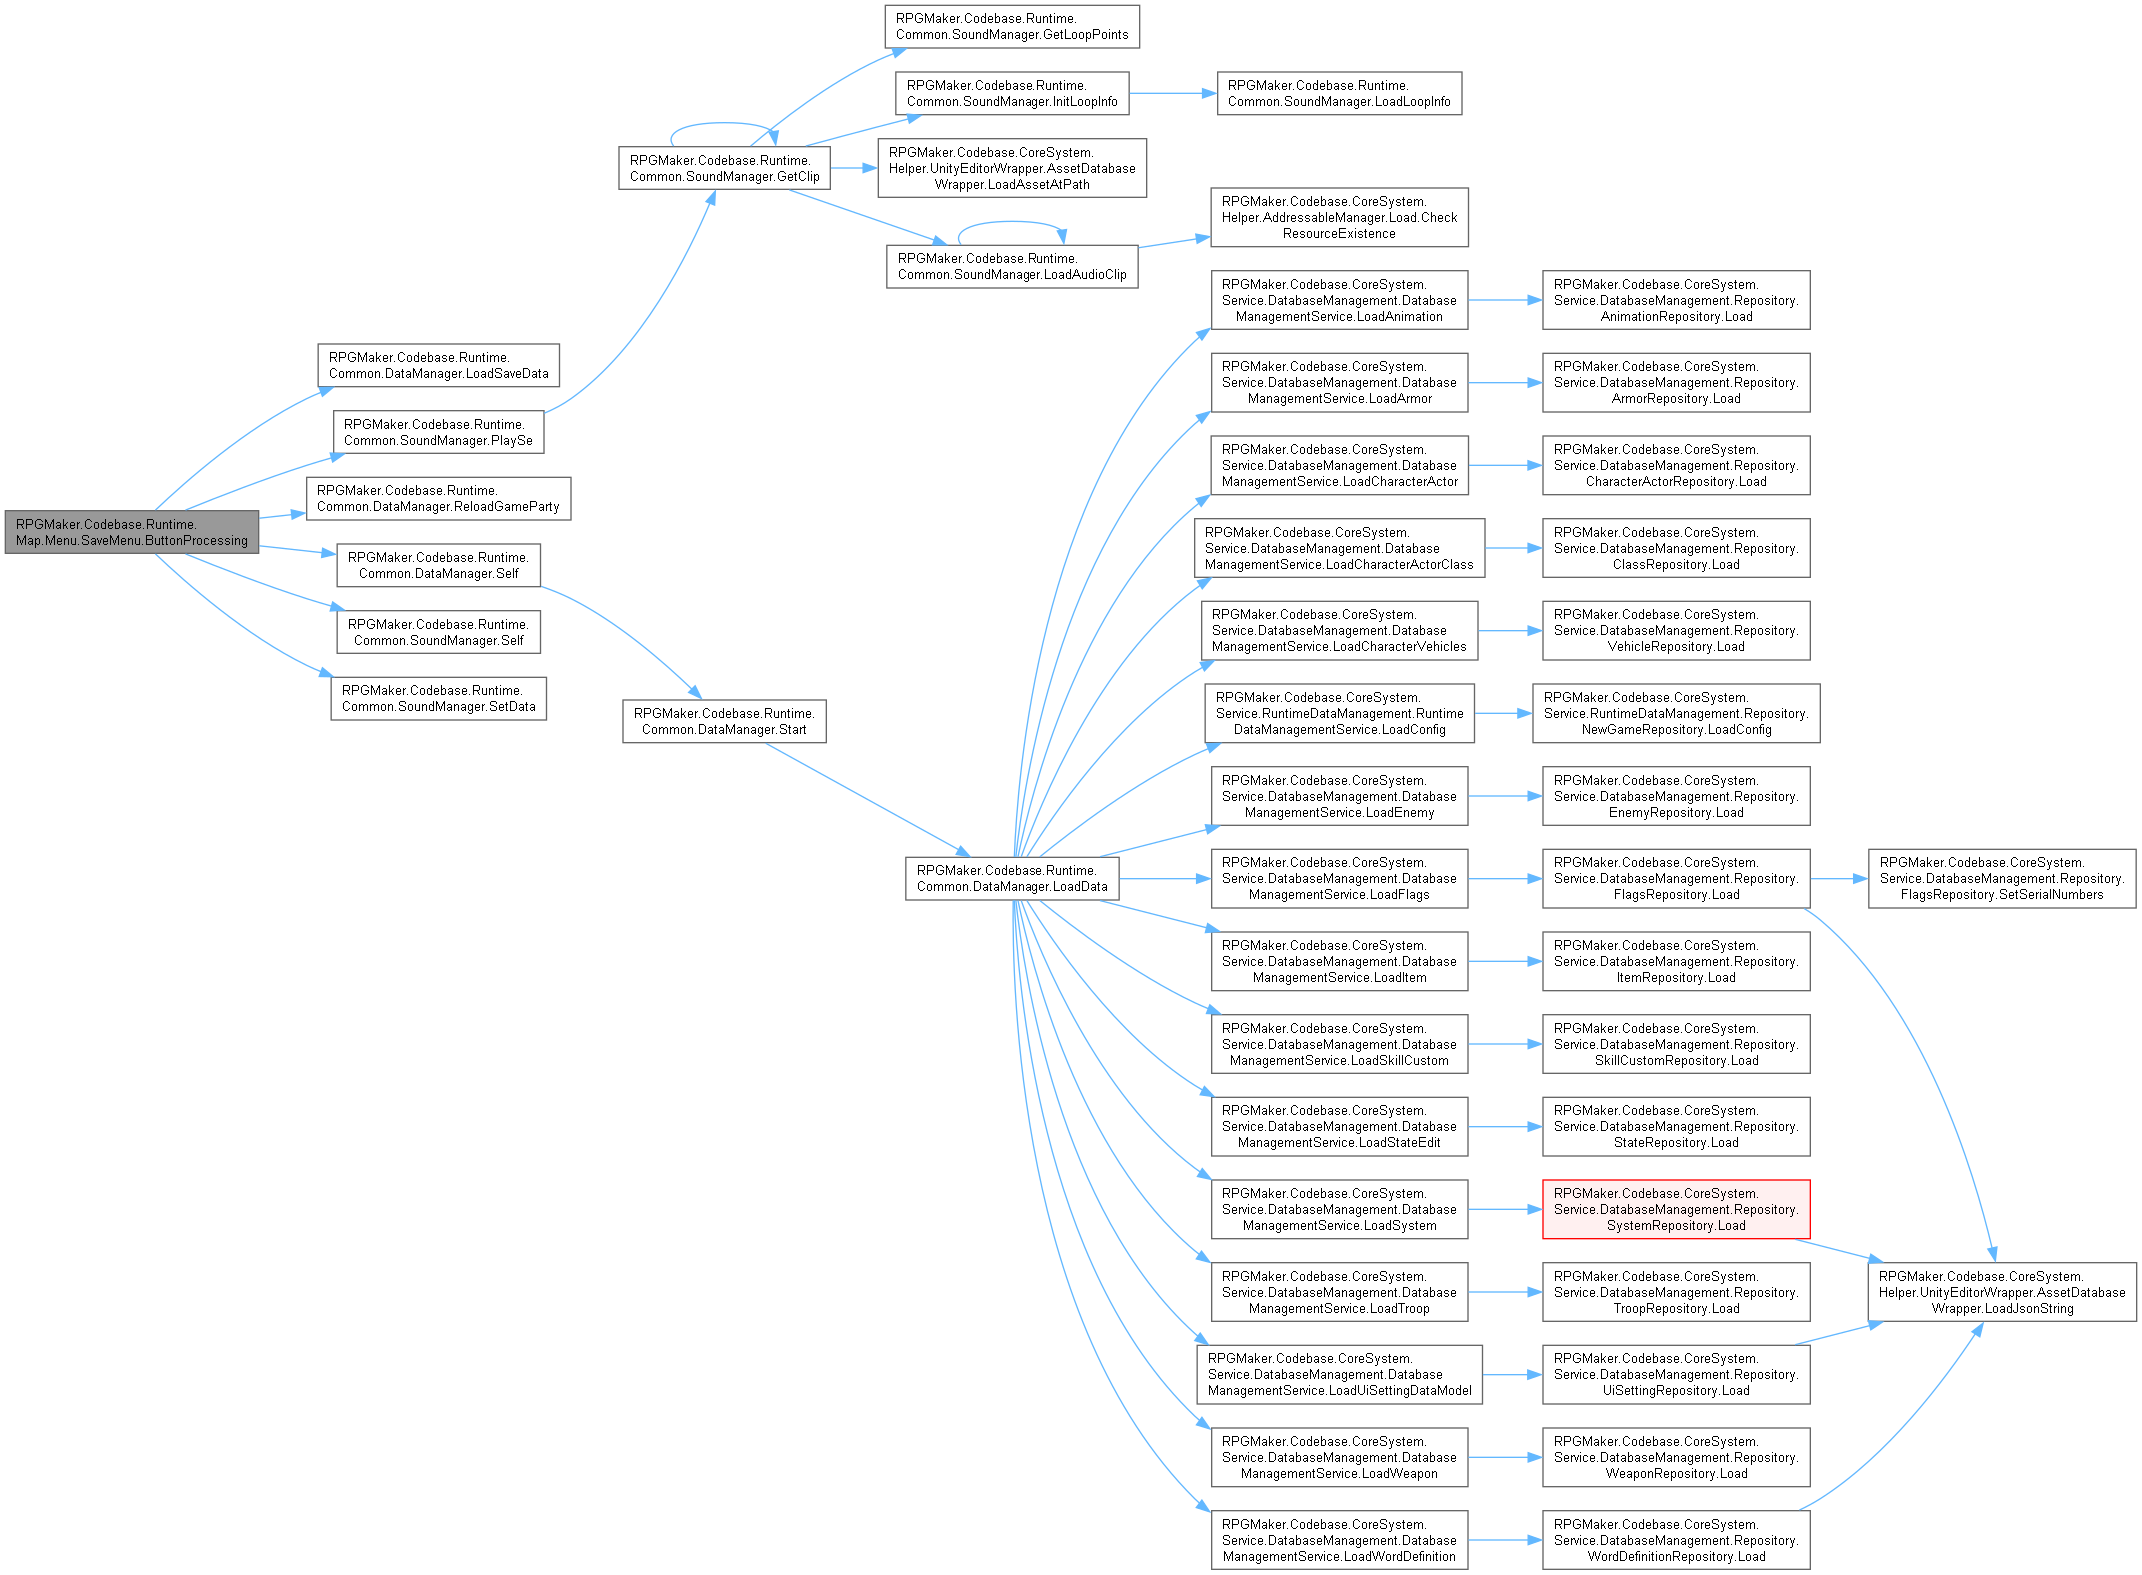 RPGMaker.Codebase.Runtime.
Map.Menu.SaveMenu.ButtonProcessing
RPGMaker.Codebase.Runtime.
Common.DataManager.LoadSaveData
RPGMaker.Codebase.Runtime.
Common.SoundManager.PlaySe
RPGMaker.Codebase.Runtime.
Common.DataManager.ReloadGameParty
RPGMaker.Codebase.Runtime.
Common.DataManager.Self
RPGMaker.Codebase.Runtime.
Common.SoundManager.Self
RPGMaker.Codebase.Runtime.
Common.SoundManager.SetData
RPGMaker.Codebase.Runtime.
Common.SoundManager.GetClip
RPGMaker.Codebase.Runtime.
Common.DataManager.Start
RPGMaker.Codebase.Runtime.
Common.SoundManager.GetLoopPoints
RPGMaker.Codebase.Runtime.
Common.SoundManager.InitLoopInfo
RPGMaker.Codebase.CoreSystem.
Helper.UnityEditorWrapper.AssetDatabase
Wrapper.LoadAssetAtPath
RPGMaker.Codebase.Runtime.
Common.SoundManager.LoadAudioClip
RPGMaker.Codebase.Runtime.
Common.DataManager.LoadData
RPGMaker.Codebase.Runtime.
Common.SoundManager.LoadLoopInfo
RPGMaker.Codebase.CoreSystem.
Helper.AddressableManager.Load.Check
ResourceExistence
RPGMaker.Codebase.CoreSystem.
Service.DatabaseManagement.Database
ManagementService.LoadAnimation
RPGMaker.Codebase.CoreSystem.
Service.DatabaseManagement.Database
ManagementService.LoadArmor
RPGMaker.Codebase.CoreSystem.
Service.DatabaseManagement.Database
ManagementService.LoadCharacterActor
RPGMaker.Codebase.CoreSystem.
Service.DatabaseManagement.Database
ManagementService.LoadCharacterActorClass
RPGMaker.Codebase.CoreSystem.
Service.DatabaseManagement.Database
ManagementService.LoadCharacterVehicles
RPGMaker.Codebase.CoreSystem.
Service.RuntimeDataManagement.Runtime
DataManagementService.LoadConfig
RPGMaker.Codebase.CoreSystem.
Service.DatabaseManagement.Database
ManagementService.LoadEnemy
RPGMaker.Codebase.CoreSystem.
Service.DatabaseManagement.Database
ManagementService.LoadFlags
RPGMaker.Codebase.CoreSystem.
Service.DatabaseManagement.Database
ManagementService.LoadItem
RPGMaker.Codebase.CoreSystem.
Service.DatabaseManagement.Database
ManagementService.LoadSkillCustom
RPGMaker.Codebase.CoreSystem.
Service.DatabaseManagement.Database
ManagementService.LoadStateEdit
RPGMaker.Codebase.CoreSystem.
Service.DatabaseManagement.Database
ManagementService.LoadSystem
RPGMaker.Codebase.CoreSystem.
Service.DatabaseManagement.Database
ManagementService.LoadTroop
RPGMaker.Codebase.CoreSystem.
Service.DatabaseManagement.Database
ManagementService.LoadUiSettingDataModel
RPGMaker.Codebase.CoreSystem.
Service.DatabaseManagement.Database
ManagementService.LoadWeapon
RPGMaker.Codebase.CoreSystem.
Service.DatabaseManagement.Database
ManagementService.LoadWordDefinition
RPGMaker.Codebase.CoreSystem.
Service.DatabaseManagement.Repository.
AnimationRepository.Load
RPGMaker.Codebase.CoreSystem.
Service.DatabaseManagement.Repository.
ArmorRepository.Load
RPGMaker.Codebase.CoreSystem.
Service.DatabaseManagement.Repository.
CharacterActorRepository.Load
RPGMaker.Codebase.CoreSystem.
Service.DatabaseManagement.Repository.
ClassRepository.Load
RPGMaker.Codebase.CoreSystem.
Service.DatabaseManagement.Repository.
VehicleRepository.Load
RPGMaker.Codebase.CoreSystem.
Service.RuntimeDataManagement.Repository.
NewGameRepository.LoadConfig
RPGMaker.Codebase.CoreSystem.
Service.DatabaseManagement.Repository.
EnemyRepository.Load
RPGMaker.Codebase.CoreSystem.
Service.DatabaseManagement.Repository.
FlagsRepository.Load
RPGMaker.Codebase.CoreSystem.
Service.DatabaseManagement.Repository.
ItemRepository.Load
RPGMaker.Codebase.CoreSystem.
Service.DatabaseManagement.Repository.
SkillCustomRepository.Load
RPGMaker.Codebase.CoreSystem.
Service.DatabaseManagement.Repository.
StateRepository.Load
RPGMaker.Codebase.CoreSystem.
Service.DatabaseManagement.Repository.
SystemRepository.Load
RPGMaker.Codebase.CoreSystem.
Service.DatabaseManagement.Repository.
TroopRepository.Load
RPGMaker.Codebase.CoreSystem.
Service.DatabaseManagement.Repository.
UiSettingRepository.Load
RPGMaker.Codebase.CoreSystem.
Service.DatabaseManagement.Repository.
WeaponRepository.Load
RPGMaker.Codebase.CoreSystem.
Service.DatabaseManagement.Repository.
WordDefinitionRepository.Load
RPGMaker.Codebase.CoreSystem.
Service.DatabaseManagement.Repository.
FlagsRepository.SetSerialNumbers
RPGMaker.Codebase.CoreSystem.
Helper.UnityEditorWrapper.AssetDatabase
Wrapper.LoadJsonString